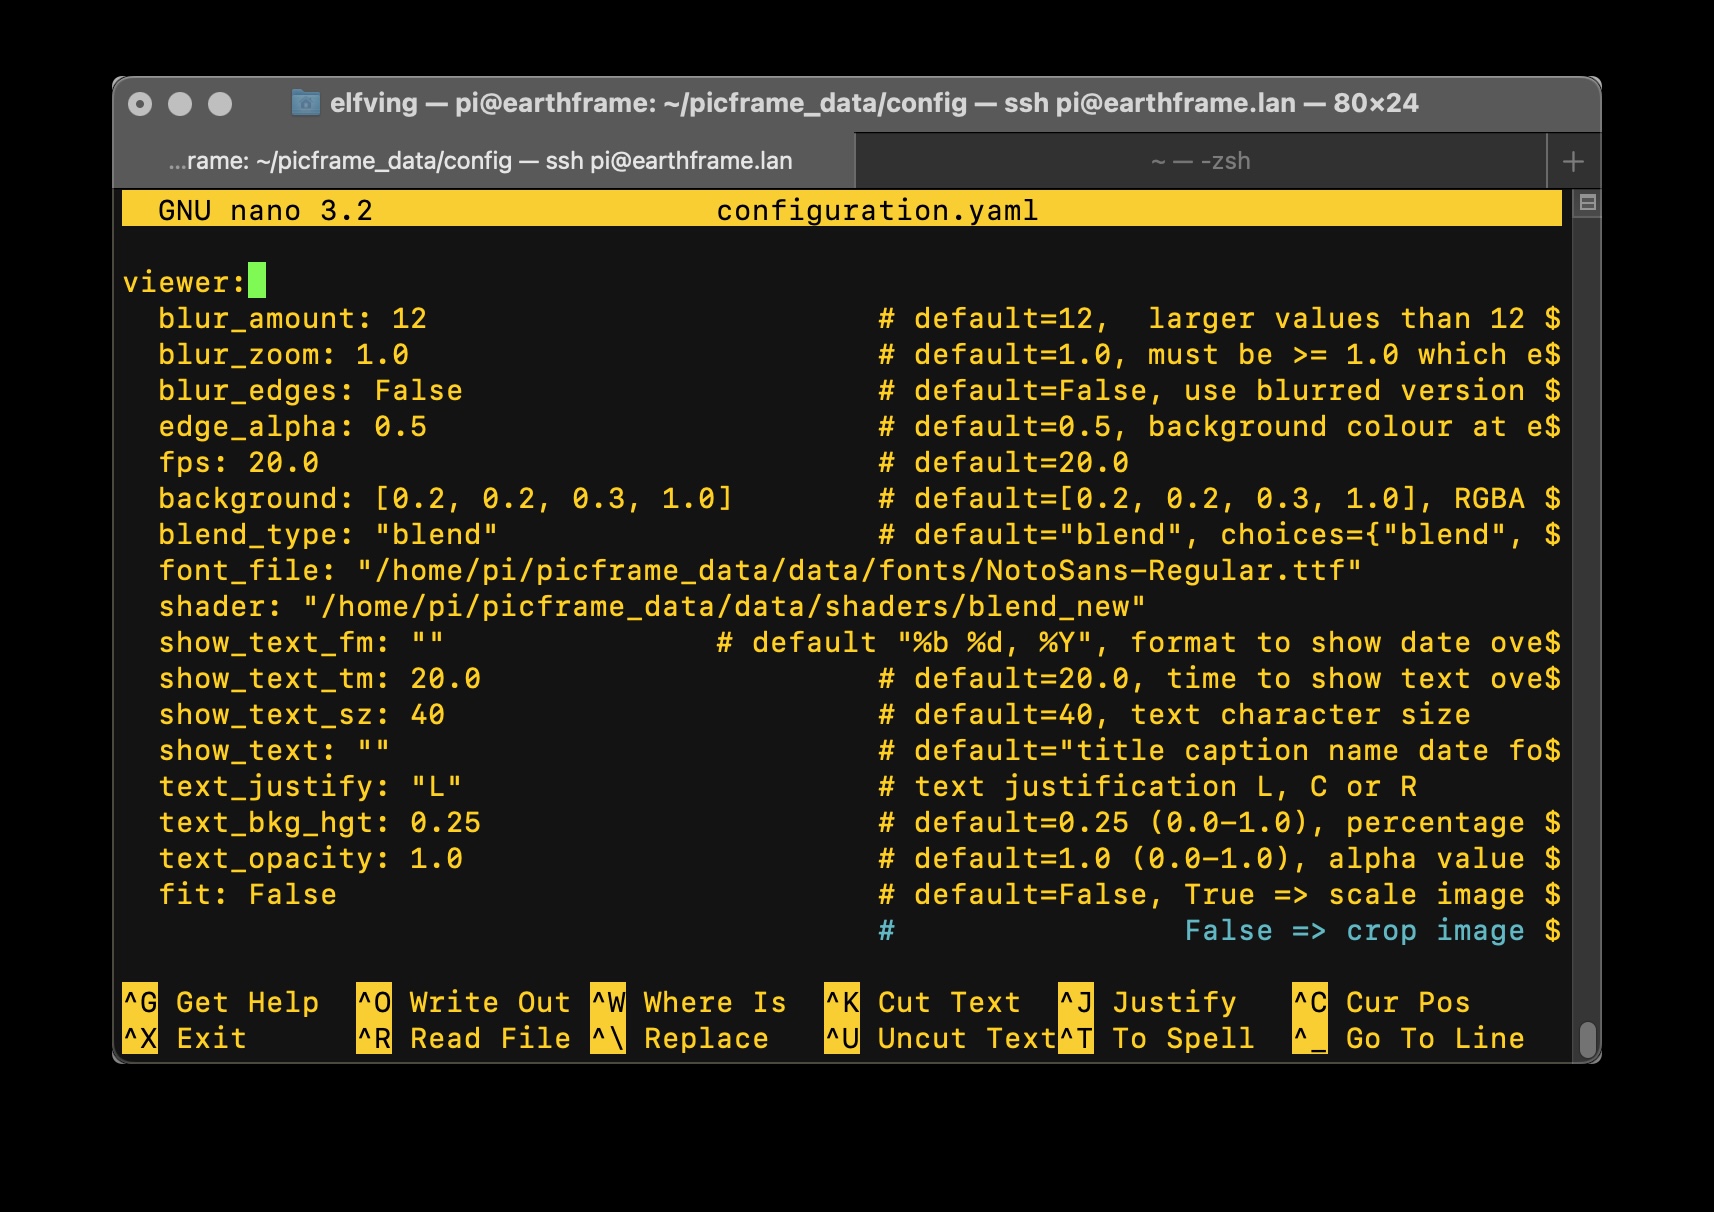 elfving — pi@earthframe: ~/picframe_data/config — ssh pi@earthframe.lan — 80×24
...rame: ~/picframe_data/config — ssh pi@earthframe.lan
~ — -zsh
+
GNU nano 3.2 configuration.yaml
viewer:
blur_amount: 12 # default=12,  larger values than 12 $
blur_zoom: 1.0 # default=1.0, must be >= 1.0 which e$
blur_edges: False # default=False, use blurred version $
edge_alpha: 0.5 # default=0.5, background colour at e$
fps: 20.0 # default=20.0
background: [0.2, 0.2, 0.3, 1.0] # default=[0.2, 0.2, 0.3, 1.0], RGBA $
blend_type: "blend" # default="blend", choices={"blend", $
font_file: "/home/pi/picframe_data/data/fonts/NotoSans-Regular.ttf"
shader: "/home/pi/picframe_data/data/shaders/blend_new"
show_text_fm: "" # default "%b %d, %Y", format to show date ove$
show_text_tm: 20.0 # default=20.0, time to show text ove$
show_text_sz: 40 # default=40, text character size
show_text: "" # default="title caption name date fo$
text_justify: "L" # text justification L, C or R
text_bkg_hgt: 0.25 # default=0.25 (0.0-1.0), percentage $
text_opacity: 1.0 # default=1.0 (0.0-1.0), alpha value $
fit: False # default=False, True => scale image $
# False => crop image $
^G Get Help ^O Write Out ^W Where Is ^K Cut Text ^J Justify ^C Cur Pos
^X Exit ^R Read File ^\ Replace ^U Uncut Text ^T To Spell ^_ Go To Line